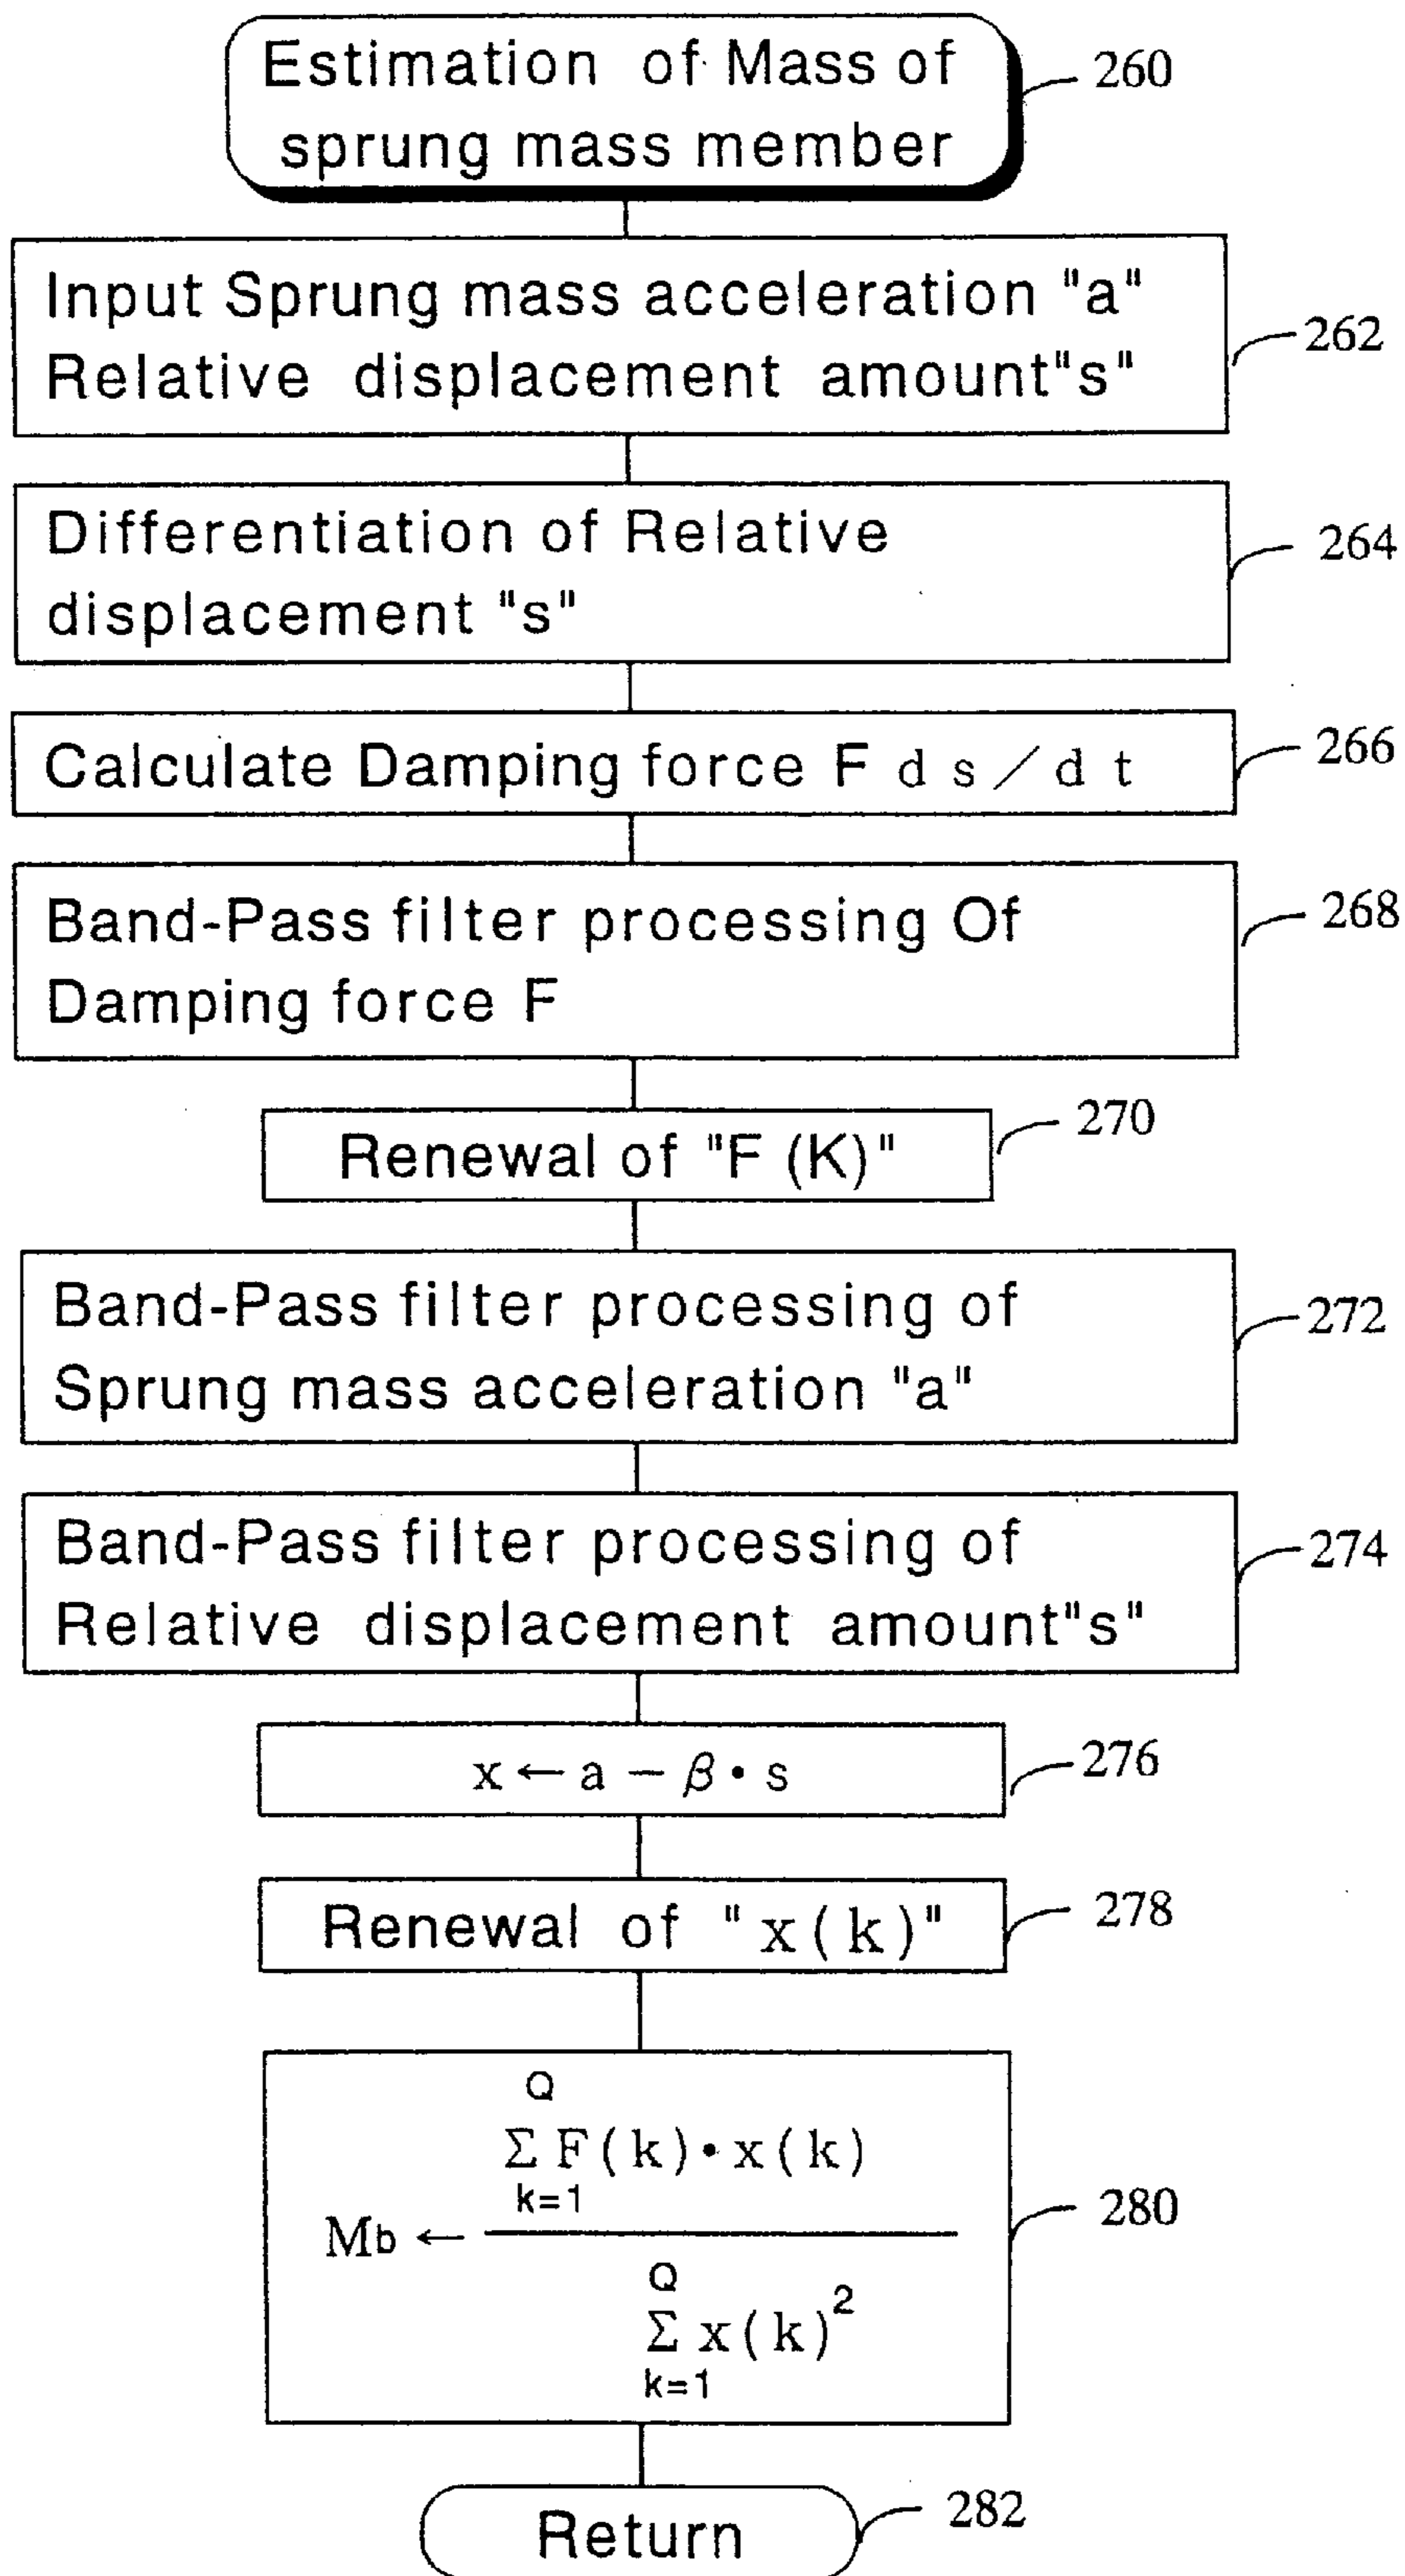 Estimation of Mass of
sprung mass member
260
Input Sprung mass acceleration "a"
Relative displacement amount"s"
262
Differentiation of Relative
displacement "s"
264
Calculate Damping force F ds/dt
266
Band-Pass filter processing Of
Damping force F
268
Renewal of "F (K)"
270
Band-Pass filter processing of
Sprung mass acceleration "a"
272
Band-Pass filter processing of
Relative displacement amount"s"
274
x ← a − β • s
276
Renewal of "x(k)"
278
Q
Σ F(k) • x(k)
k=1
Mb ←
Q
Σ x(k)²
k=1
280
Return
282